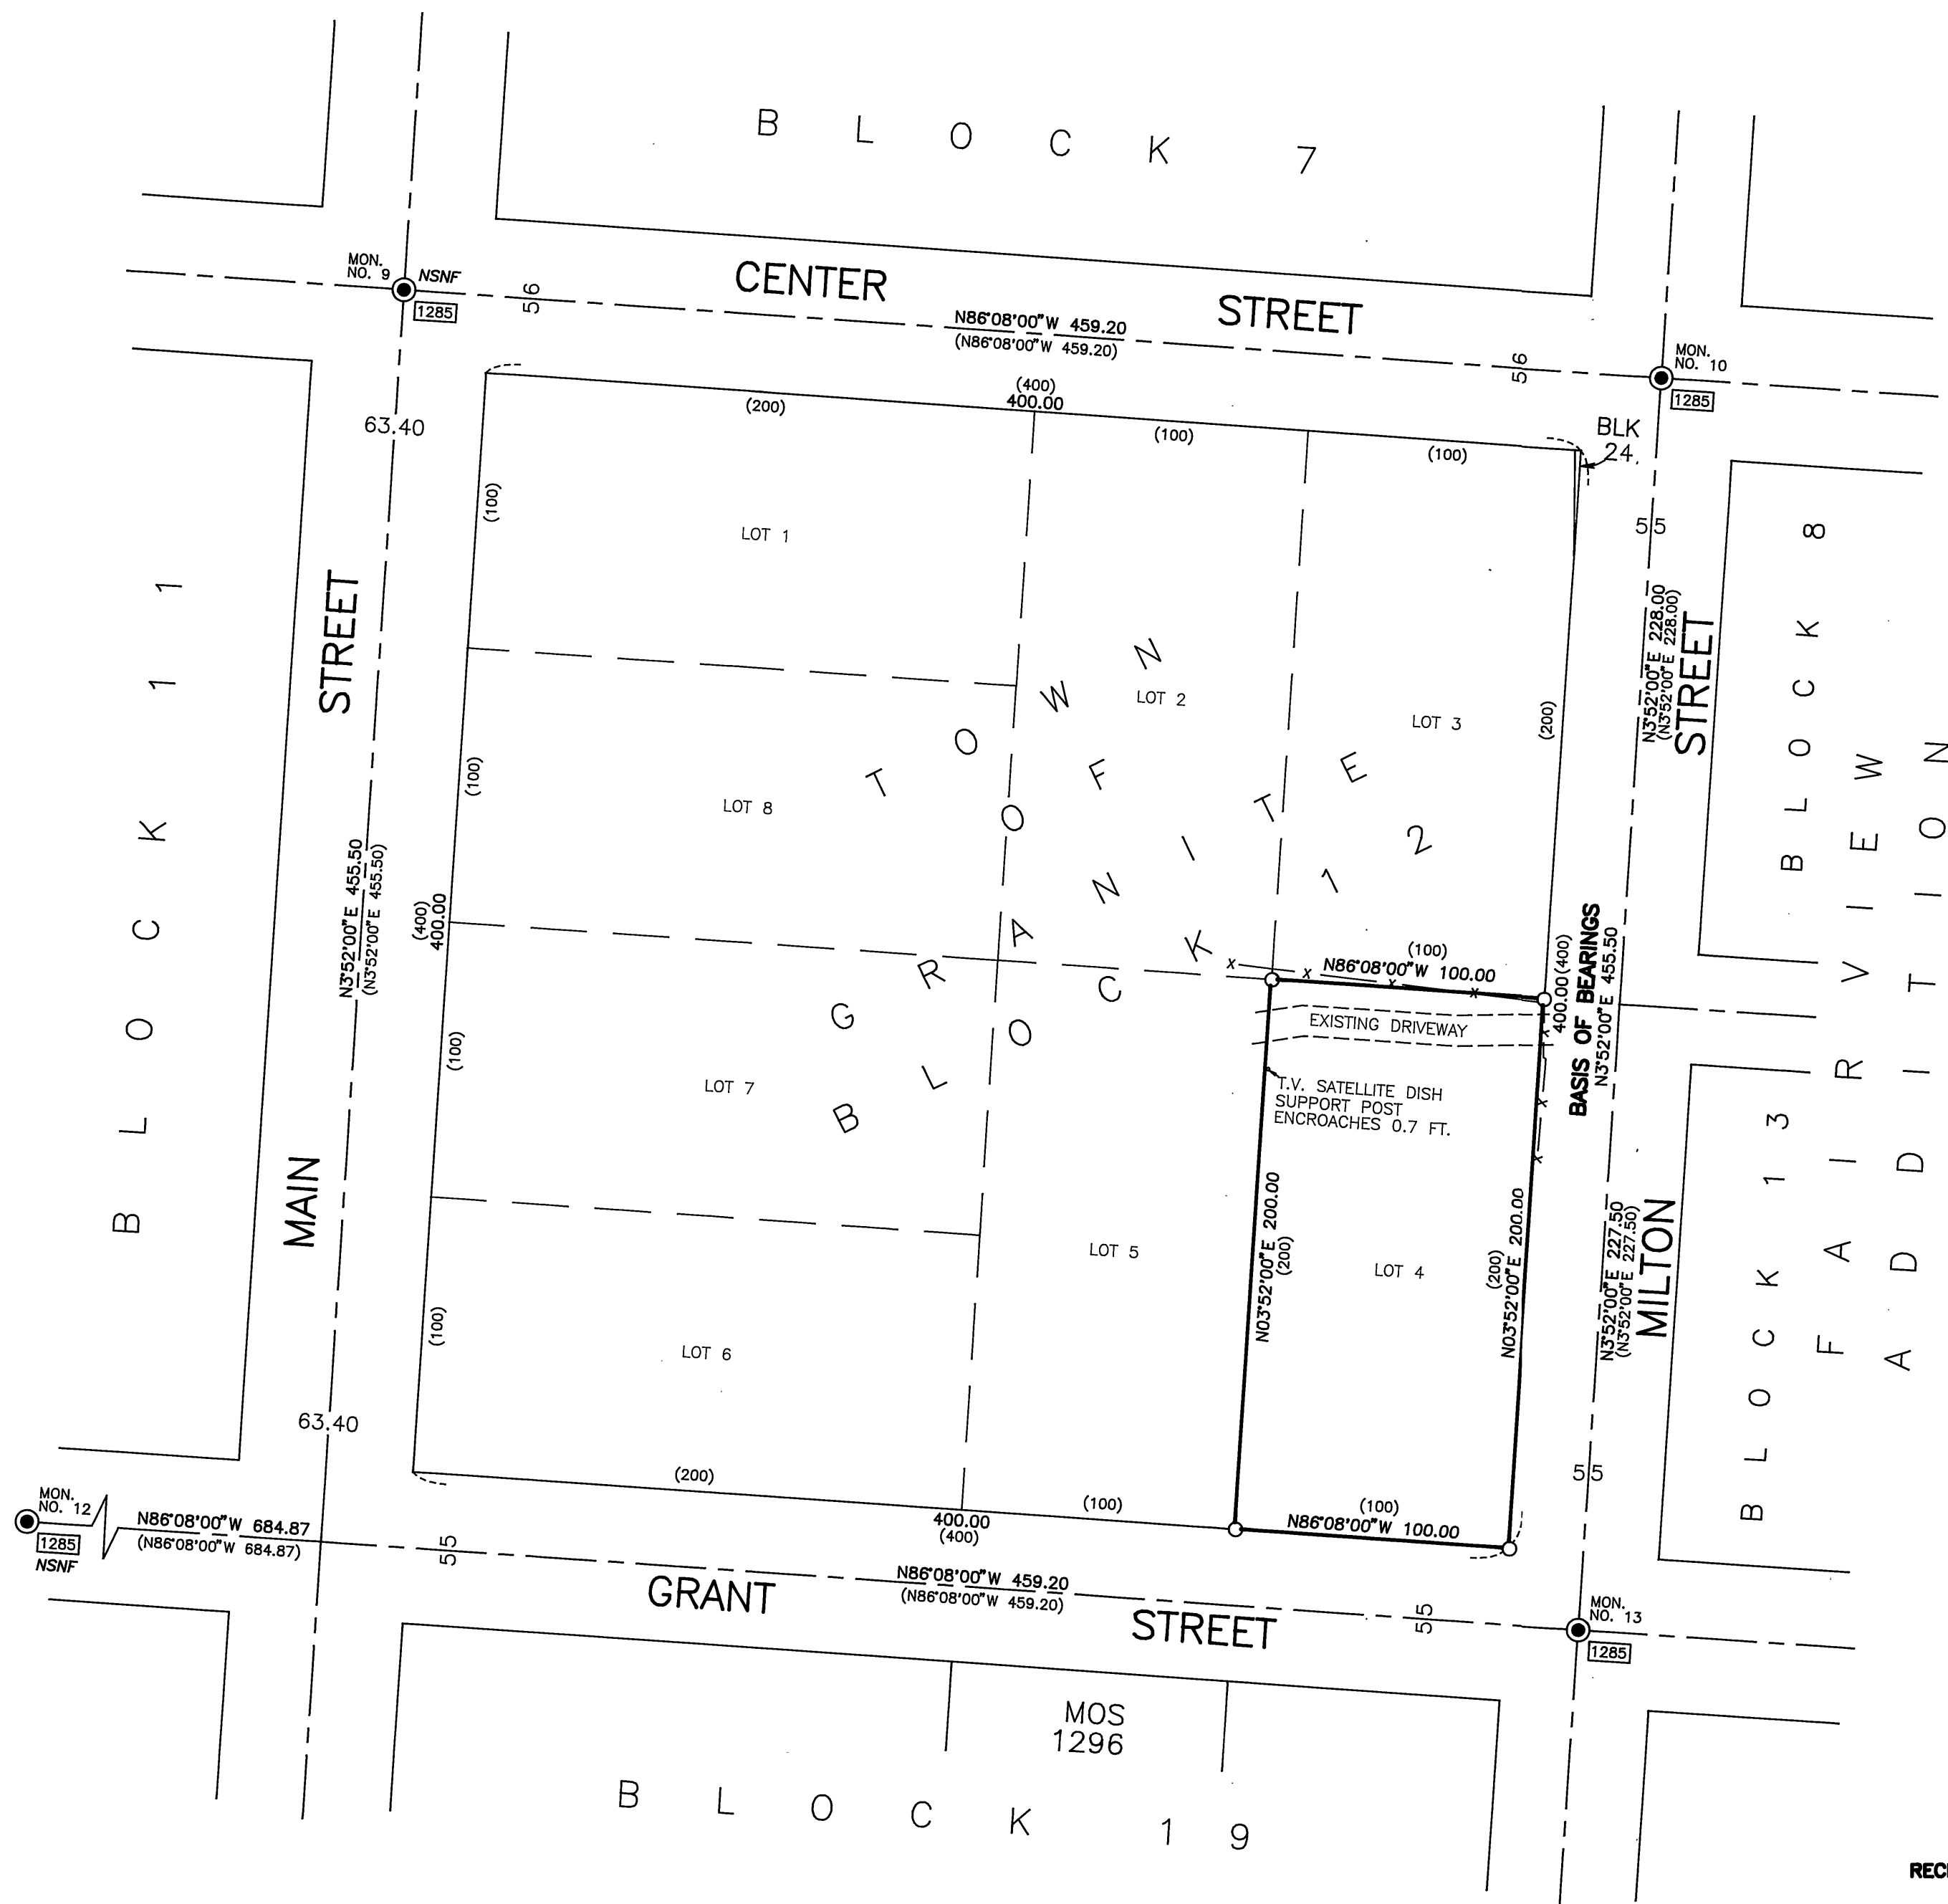 BLOCK 7
MON.
NO. 9
NSNF
1285
56
CENTER STREET
N86°08'00"W 459.20
(N86°08'00"W 459.20)
56
MON.
NO. 10
1285
63.40
(200)
(400)
400.00
(100)
(100)
BLK
24
55
(100)
LOT 1
STREET
BLOCK 11
LOT 2
LOT 3
(200)
N3°52'00"E 228.00
(N3°52'00"E 228.00)
STREET
BLOCK 8
(100)
LOT 8
TOWN
OF
GRANITE
BLOCK 12
N3°52'00"E 455.50
(N3°52'00"E 455.50)
(400)
400.00
(100)
N86°08'00"W 100.00
400.00 (400)
BASIS OF BEARINGS
N3°52'00"E 455.50
FAIRVIEW
ADDITION
EXISTING DRIVEWAY
(100)
LOT 7
T.V. SATELLITE DISH
SUPPORT POST
ENCROACHES 0.7 FT.
MAIN
LOT 5
N03°52'00"E 200.00
(200)
LOT 4
(200)
N03°52'00"E 200.00
N3°52'00"E 227.50
(N3°52'00"E 227.50)
MILTON
BLOCK 13
(100)
LOT 6
63.40
55
MON.
NO. 12
1285
NSNF
N86°08'00"W 684.87
(N86°08'00"W 684.87)
(200)
400.00
(400)
(100)
(100)
N86°08'00"W 100.00
55
GRANT STREET
N86°08'00"W 459.20
(N86°08'00"W 459.20)
55
MON.
NO. 13
1285
MOS
1296
BLOCK 19